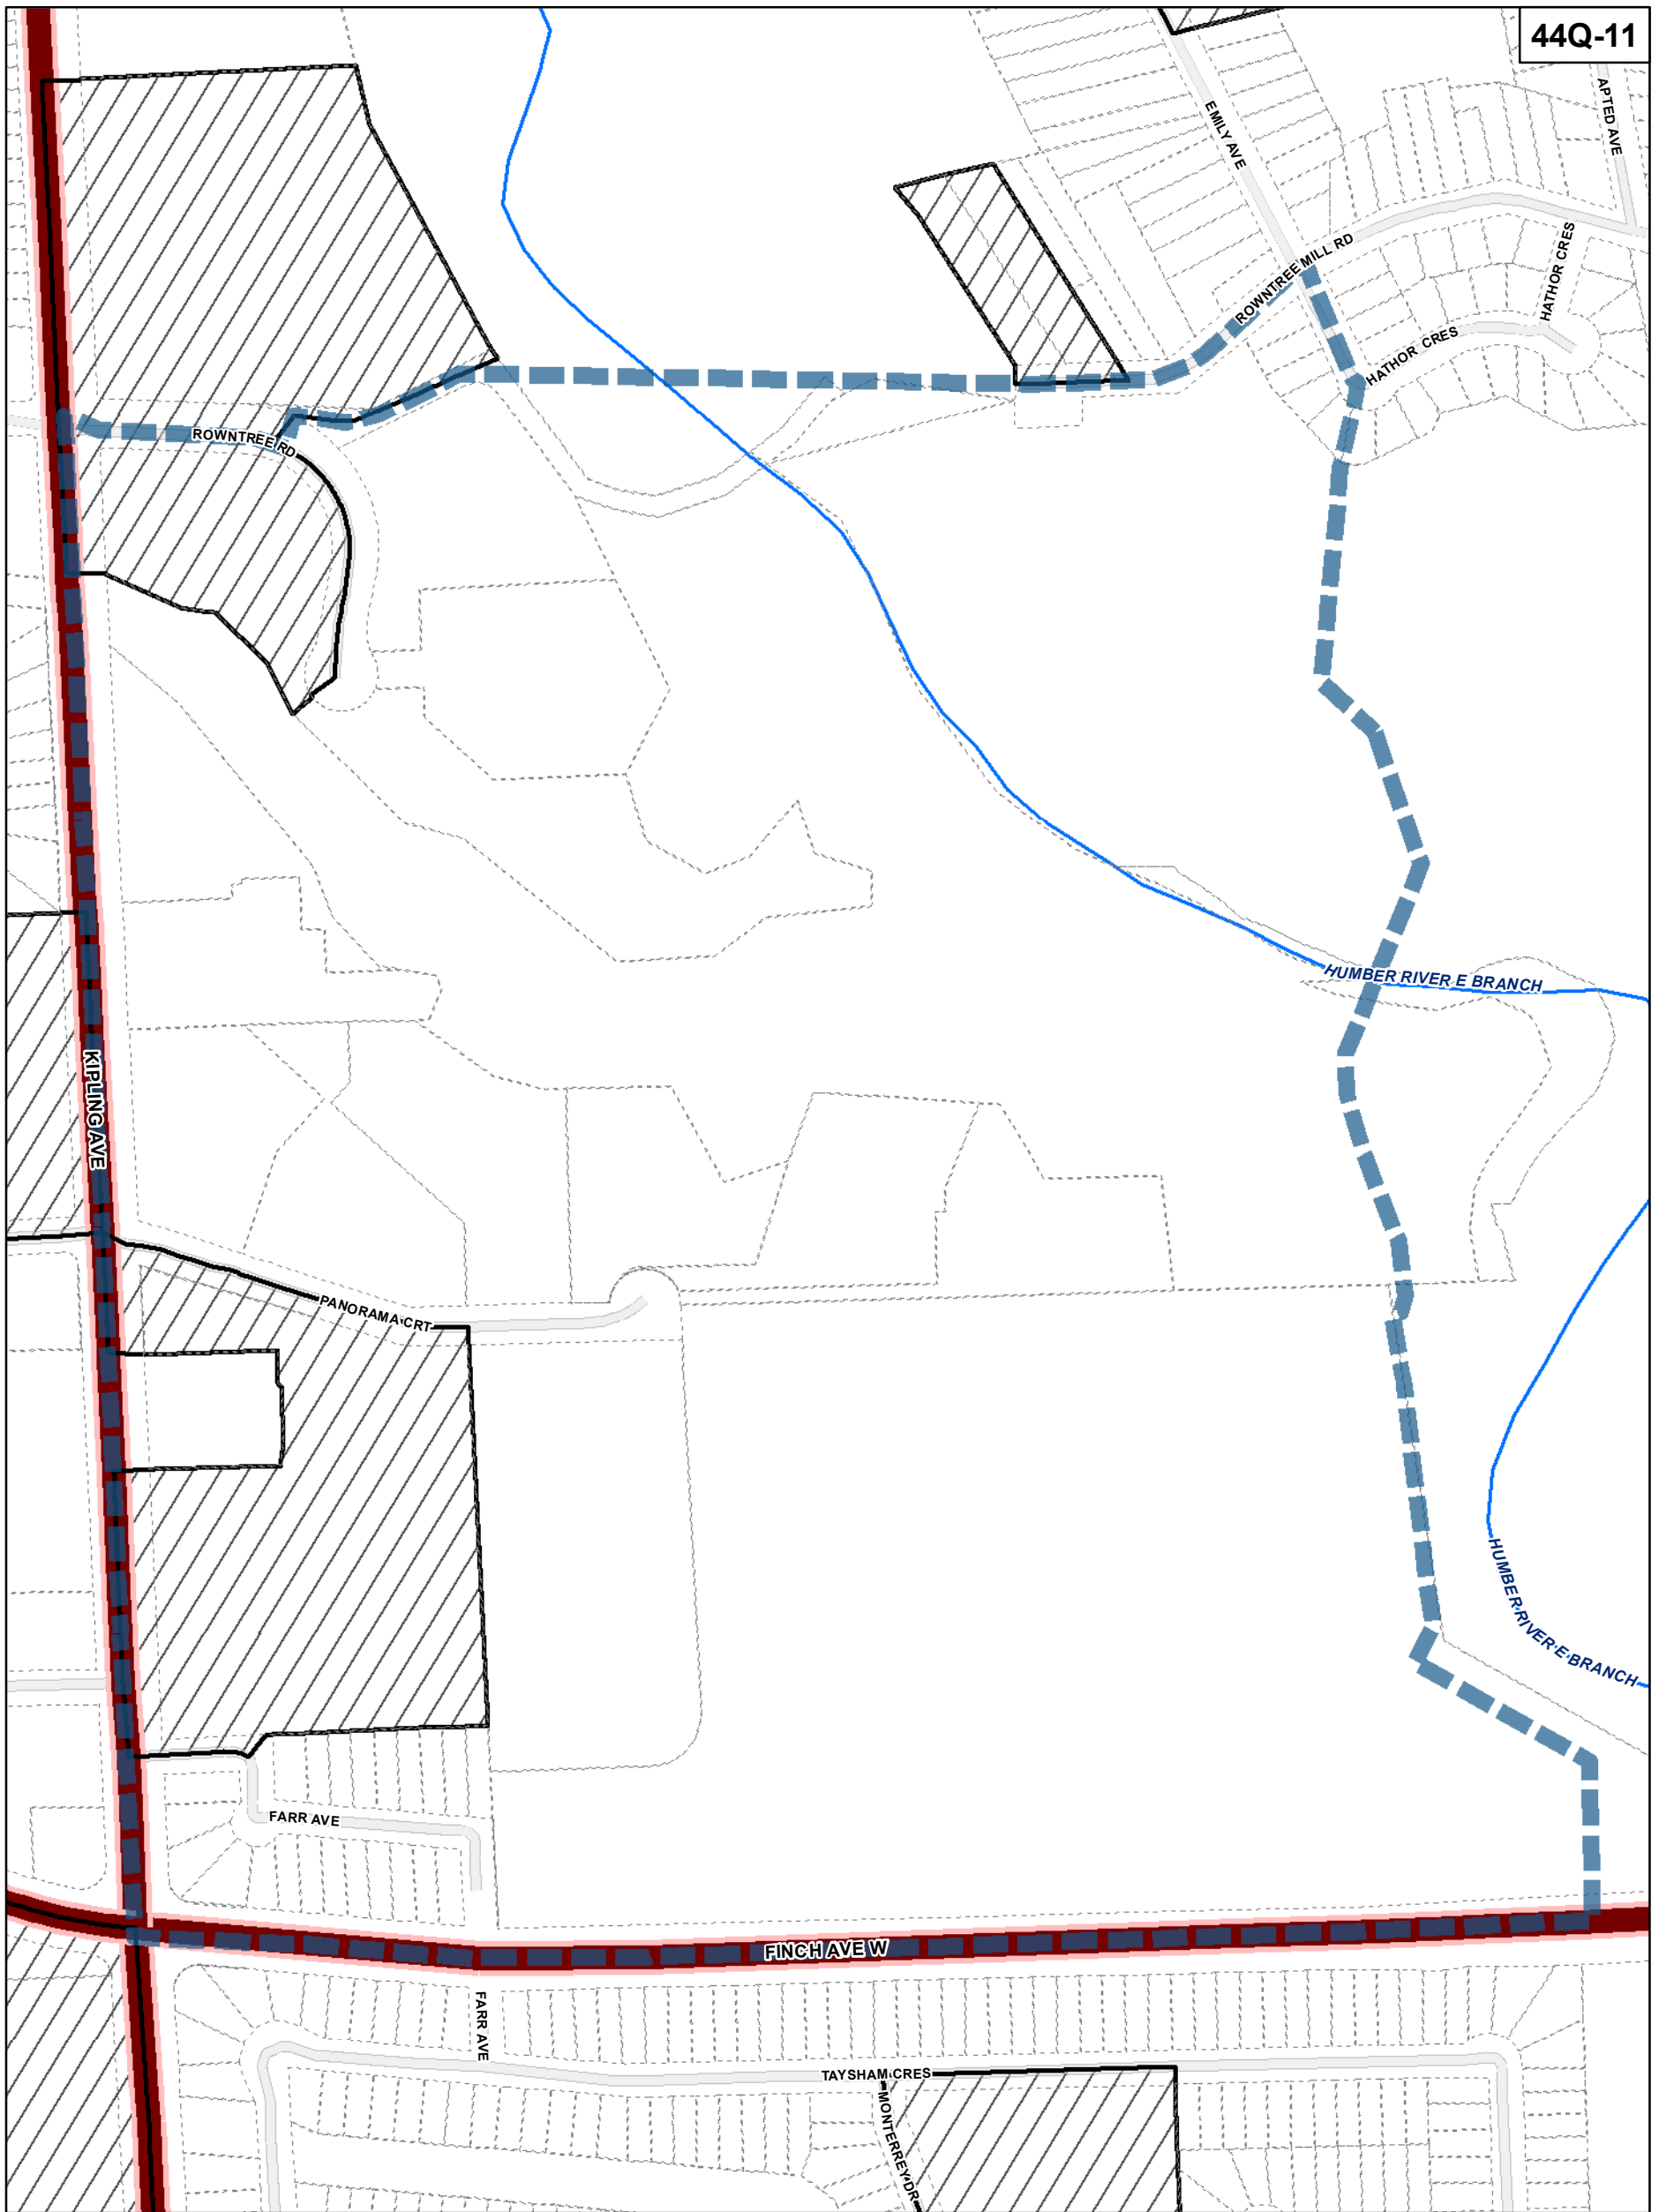 44Q-11
APTED AVE
EMILY AVE
ROWNTREE MILL RD
HATHOR CRES
HATHOR CRES
ROWNTREE RD
HUMBER RIVER E BRANCH
KIPLING AVE
PANORAMA CRT
HUMBER RIVER E BRANCH
FARR AVE
FINCH AVE W
FARR AVE
TAYSHAM CRES
MONTERREY DR